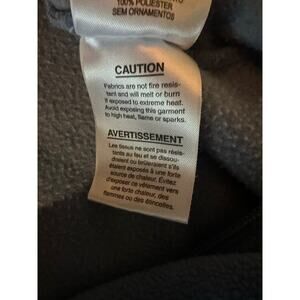 100% POLIESTER
SEM ORNAMENTOS
CAUTION
Fabrics are not fire resis-
tant and will melt or burn
if exposed to extreme heat.
Avoid exposing this garment
to high heat, flame or sparks.
AVERTISSEMENT
Les tissus ne sont pas résis-
tants au feu et se dissou-
draient ou brûleraient s'ils
étaient exposés à une forte
source de chaleur. Évitez
d'exposer ce vêtement vers
une forte chaleur, des
flammes ou des étincelles.